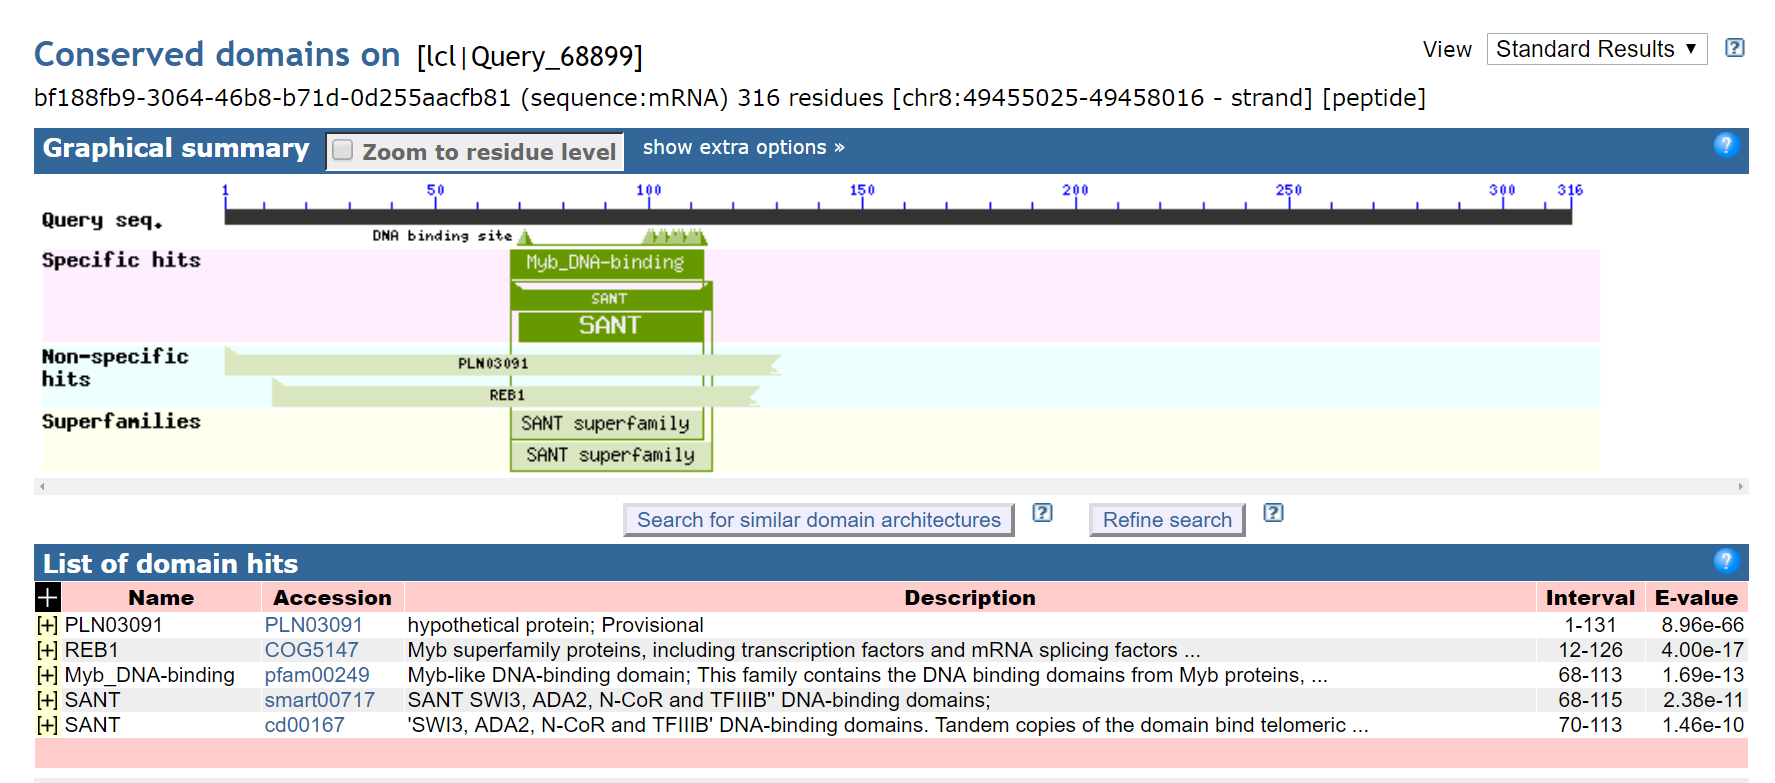 Conserved domains on [lcl|Query_68899]
View Standard Results ▼ ?
bf188fb9-3064-46b8-b71d-0d255aacfb81 (sequence:mRNA) 316 residues [chr8:49455025-49458016 - strand] [peptide]
Graphical summary Zoom to residue level show extra options » ?
1 50 100 150 200 250 300 316
Query seq.
DNA binding site
Specific hits
Myb_DNA-binding
SANT
SANT
Non-specific
hits
PLN03091
REB1
Superfamilies
SANT superfamily
SANT superfamily
Search for similar domain architectures ? Refine search ?
List of domain hits ?
+ Name Accession Description Interval E-value
[+] PLN03091 PLN03091 hypothetical protein; Provisional 1-131 8.96e-66
[+] REB1 COG5147 Myb superfamily proteins, including transcription factors and mRNA splicing factors ... 12-126 4.00e-17
[+] Myb_DNA-binding pfam00249 Myb-like DNA-binding domain; This family contains the DNA binding domains from Myb proteins, ... 68-113 1.69e-13
[+] SANT smart00717 SANT SWI3, ADA2, N-CoR and TFIIIB'' DNA-binding domains; 68-115 2.38e-11
[+] SANT cd00167 'SWI3, ADA2, N-CoR and TFIIIB' DNA-binding domains. Tandem copies of the domain bind telomeric ... 70-113 1.46e-10